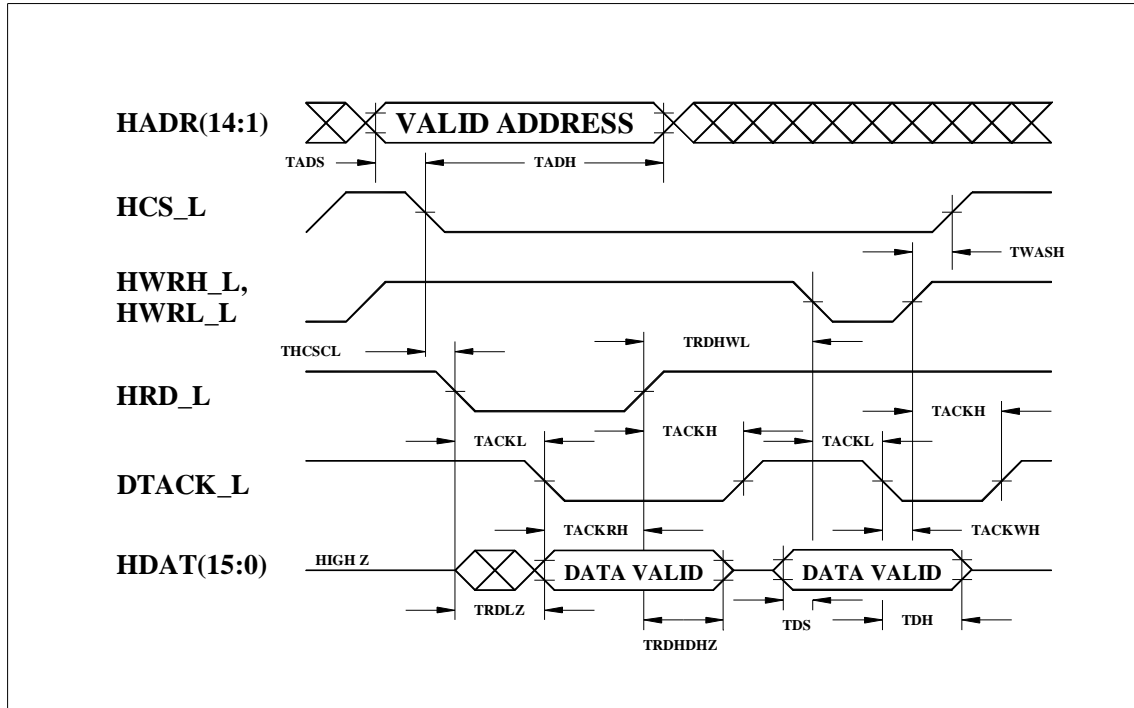 HADR(14:1)
VALID ADDRESS
TADS
TADH
HCS_L
TWASH
HWRH_L,
HWRL_L
THCSCL
TRDHWL
HRD_L
TACKH
TACKL
TACKH
TACKL
DTACK_L
TACKRH
TACKWH
HDAT(15:0)
HIGH Z
DATA VALID
DATA VALID
TRDLZ
TDS
TDH
TRDHDHZ